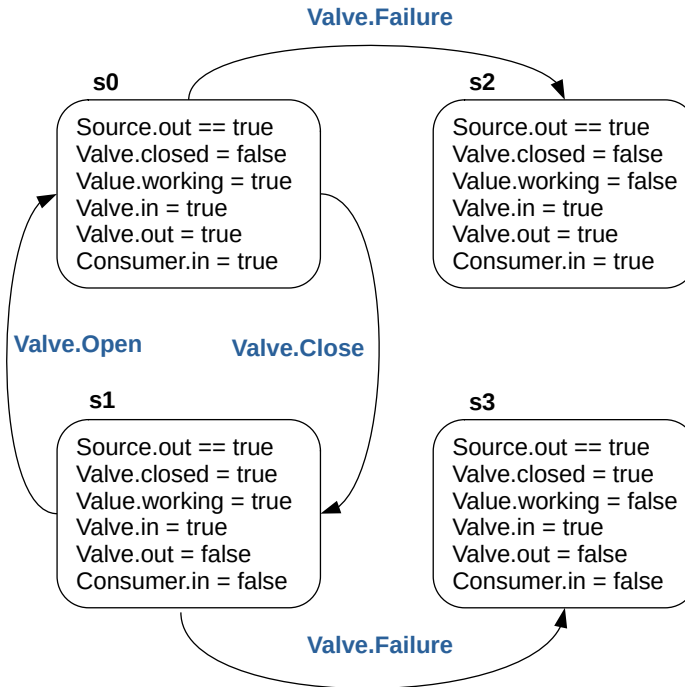 Valve.Failure
s0
Source.out == true
Valve.closed = false
Value.working = true
Valve.in = true
Valve.out = true
Consumer.in = true
s2
Source.out == true
Valve.closed = false
Value.working = false
Valve.in = true
Valve.out = true
Consumer.in = true
Valve.Open
Valve.Close
s1
Source.out == true
Valve.closed = true
Value.working = true
Valve.in = true
Valve.out = false
Consumer.in = false
s3
Source.out == true
Valve.closed = true
Value.working = false
Valve.in = true
Valve.out = false
Consumer.in = false
Valve.Failure